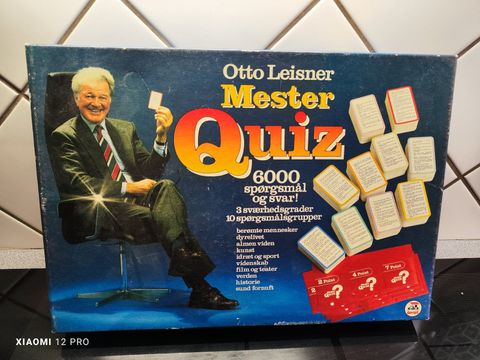 Otto Leisner
Mester
Quiz
6000
spørgsmål
og svar!
3 sværhedsgrader
10 spørgsmålsgrupper
berømte mennesker
dyrelivet
almen viden
kunst
idræt og sport
videnskab
film og teater
verden
historie
sund fornuft
2 Point
4 Point
7 Point
?
?
?
XIAOMI 12 PRO